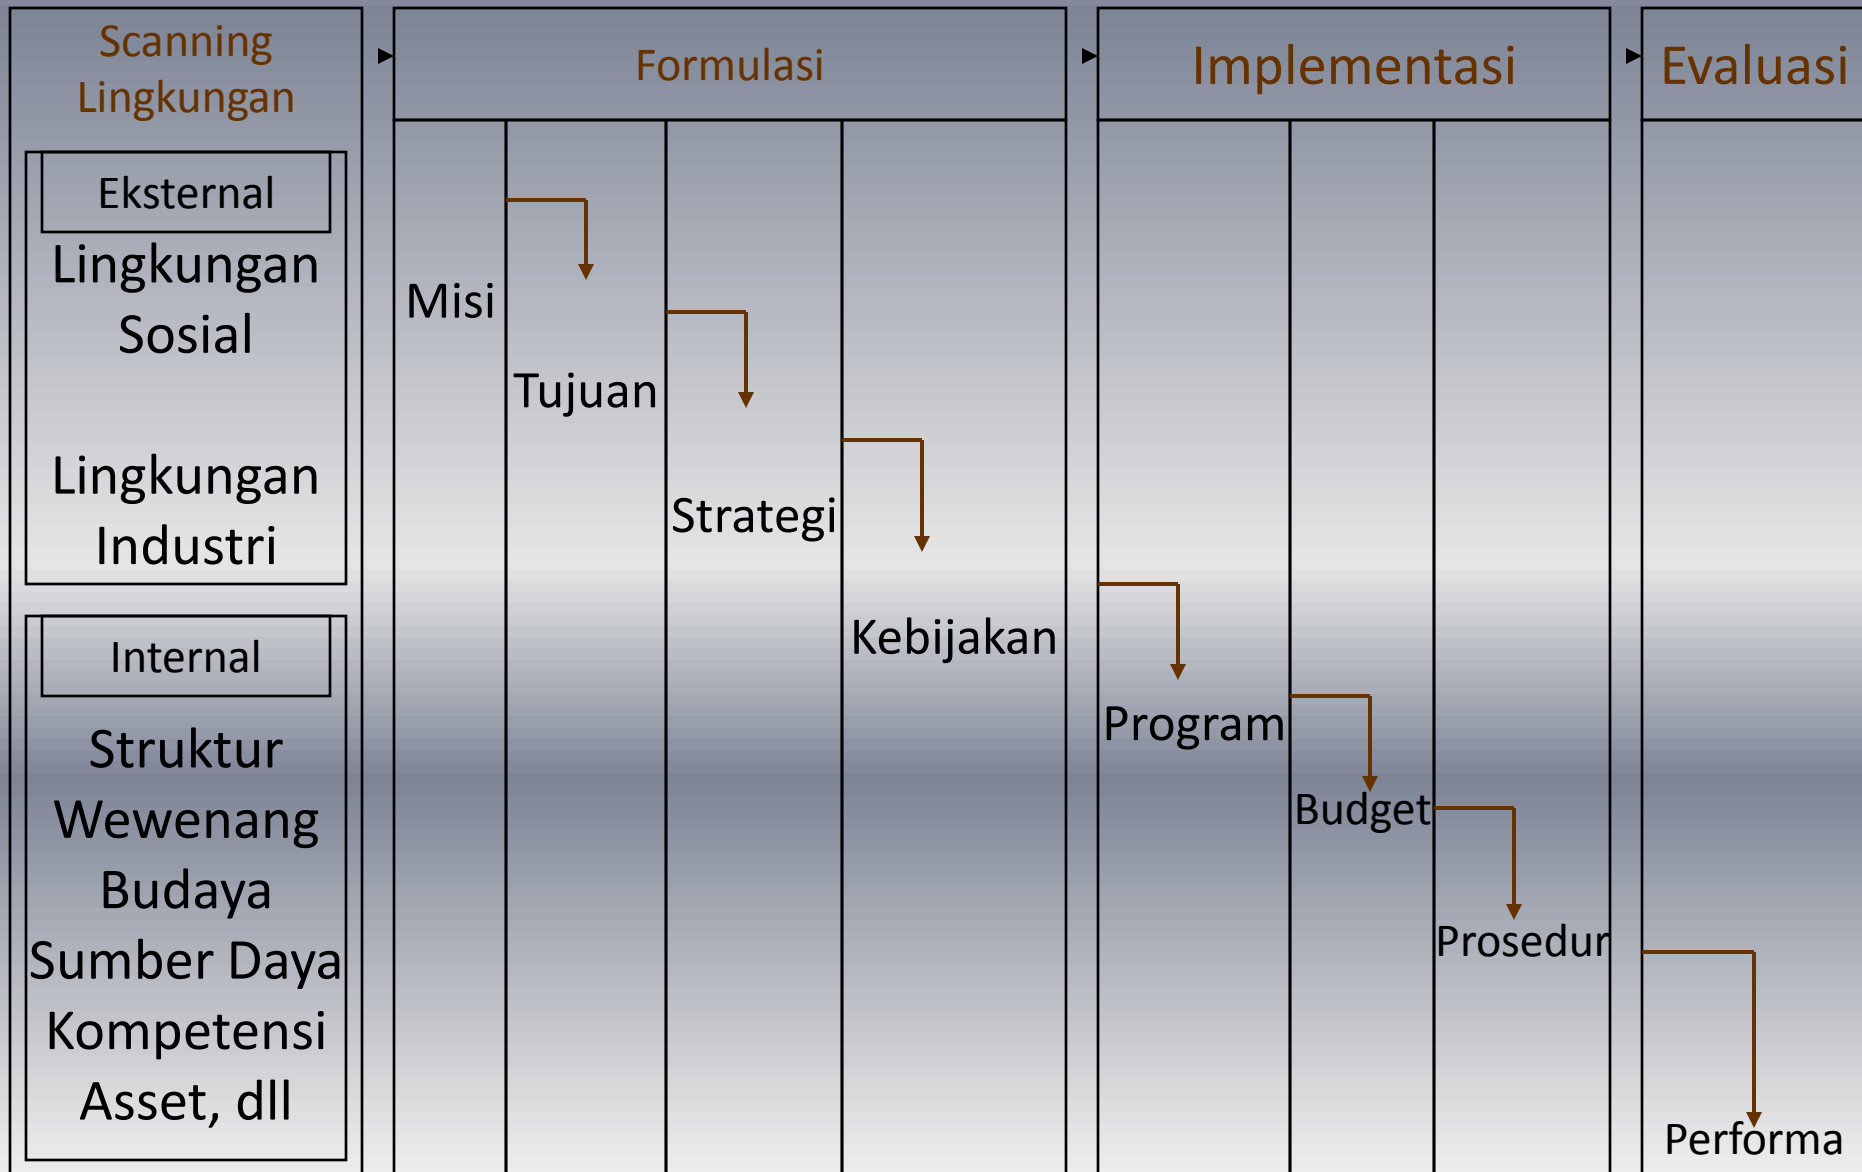 Scanning
Lingkungan
Eksternal
Lingkungan
Sosial
Lingkungan
Industri
Internal
Struktur
Wewenang
Budaya
Sumber Daya
Kompetensi
Asset, dll
Formulasi
Misi
Tujuan
Strategi
Kebijakan
Implementasi
Program
Budget
Prosedur
Evaluasi
Performa